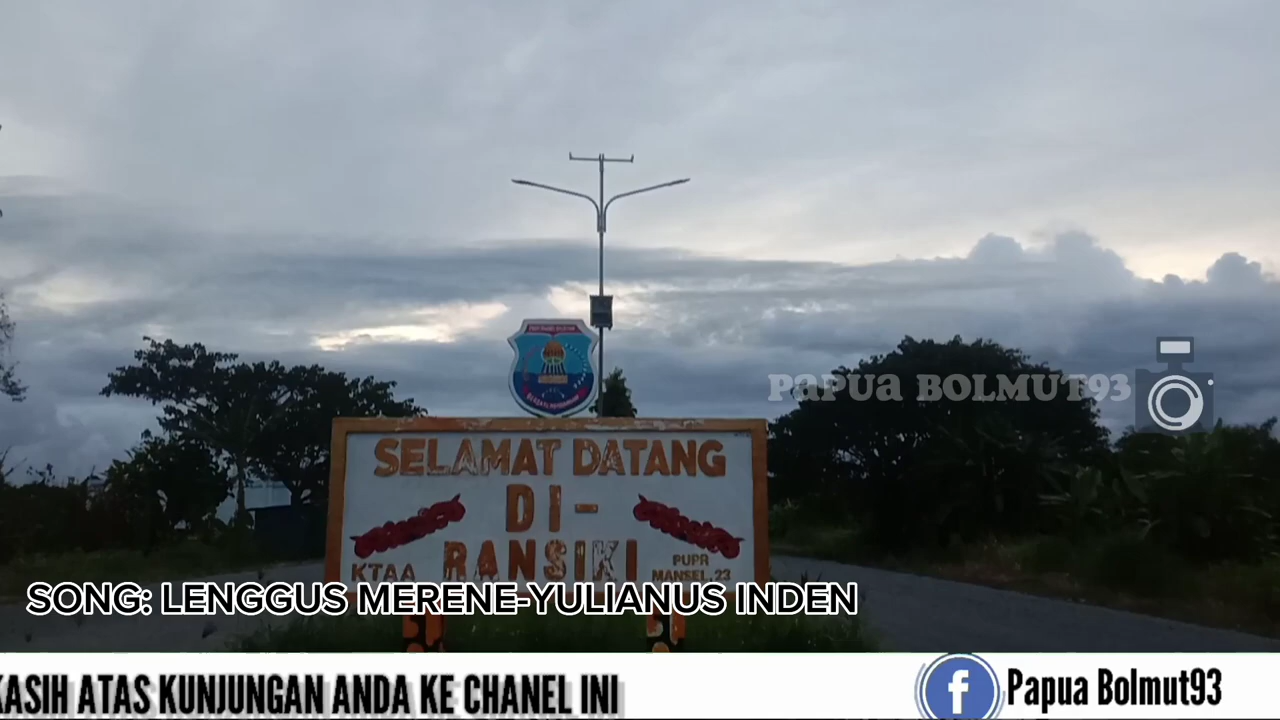 PAPUA BOLMUT93
SELAMAT DATANG
DI-
RANSIKI
KTAA
PUPR
MANSEL, 23
SONG: LENGGUS MERENE-YULIANUS INDEN
KASIH ATAS KUNJUNGAN ANDA KE CHANEL INI
f Papua Bolmut93